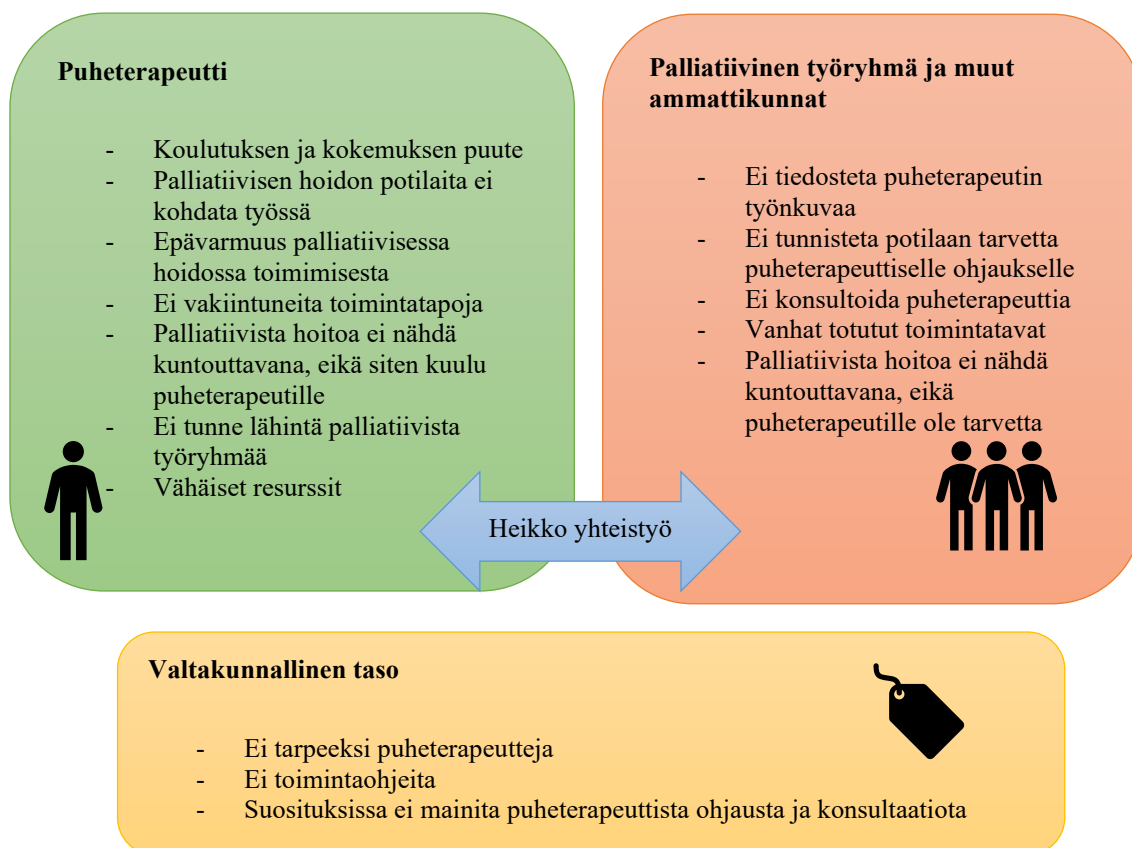 Puheterapeutti
- Koulutuksen ja kokemuksen puute
- Palliatiivisen hoidon potilaita ei
kohdata työssä
- Epävarmuus palliatiivisessa
hoidossa toimimisesta
- Ei vakiintuneita toimintatapoja
- Palliatiivista hoitoa ei nähdä
kuntouttavana, eikä siten kuulu
puheterapeutille
- Ei tunne lähintä palliatiivista
työryhmää
- Vähäiset resurssit
Palliatiivinen työryhmä ja muut
ammattikunnat
- Ei tiedosteta puheterapeutin
työnkuvaa
- Ei tunnisteta potilaan tarvetta
puheterapeuttiselle ohjaukselle
- Ei konsultoida puheterapeuttia
- Vanhat totutut toimintatavat
- Palliatiivista hoitoa ei nähdä
kuntouttavana, eikä
puheterapeutille ole tarvetta
Heikko yhteistyö
Valtakunnallinen taso
- Ei tarpeeksi puheterapeutteja
- Ei toimintaohjeita
- Suosituksissa ei mainita puheterapeuttista ohjausta ja konsultaatiota